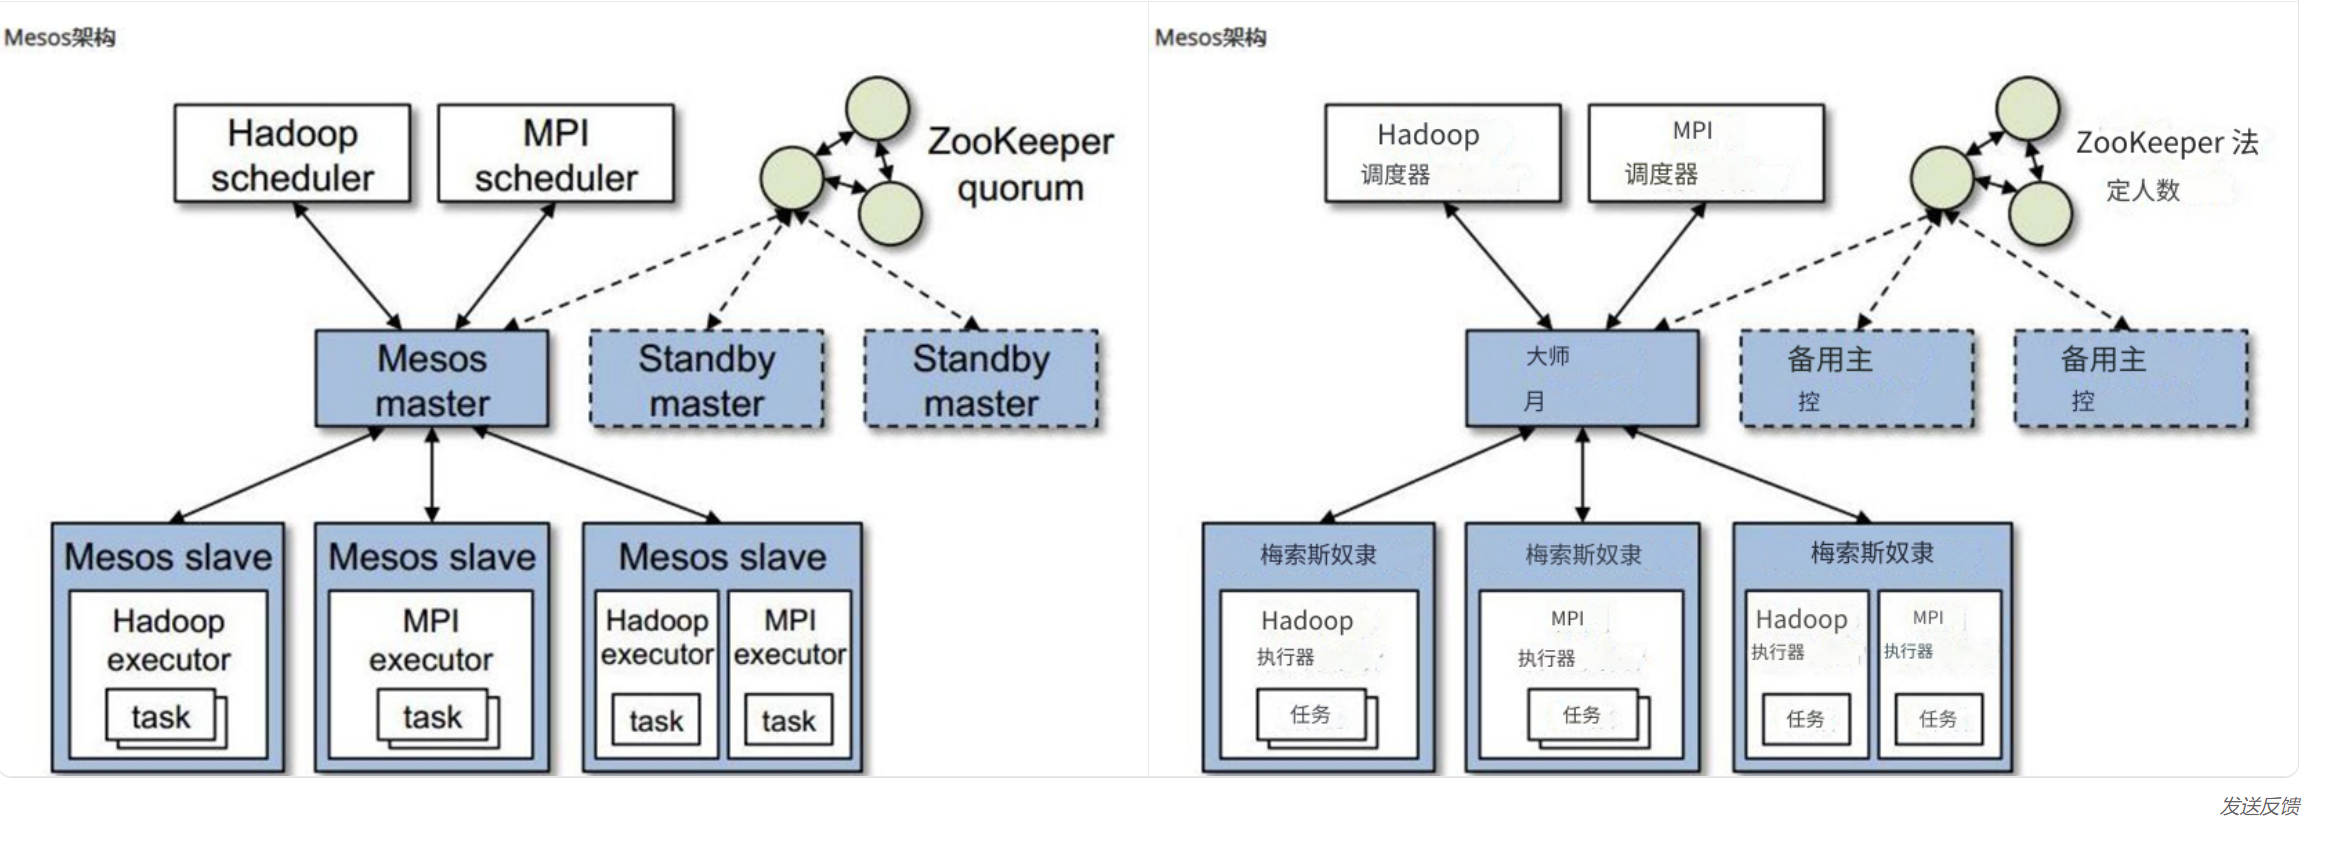 Mesos架构
Hadoop
scheduler
MPI
scheduler
ZooKeeper
quorum
Mesos
master
Standby
master
Standby
master
Mesos slave
Hadoop
executor
task
Mesos slave
MPI
executor
task
Mesos slave
Hadoop
executor
task
MPI
executor
task
Mesos架构
Hadoop
调度器
MPI
调度器
ZooKeeper 法
定人数
大师
月
备用主
控
备用主
控
梅索斯奴隶
Hadoop
执行器
任务
梅索斯奴隶
MPI
执行器
任务
梅索斯奴隶
Hadoop
执行器
任务
MPI
执行器
任务
发送反馈